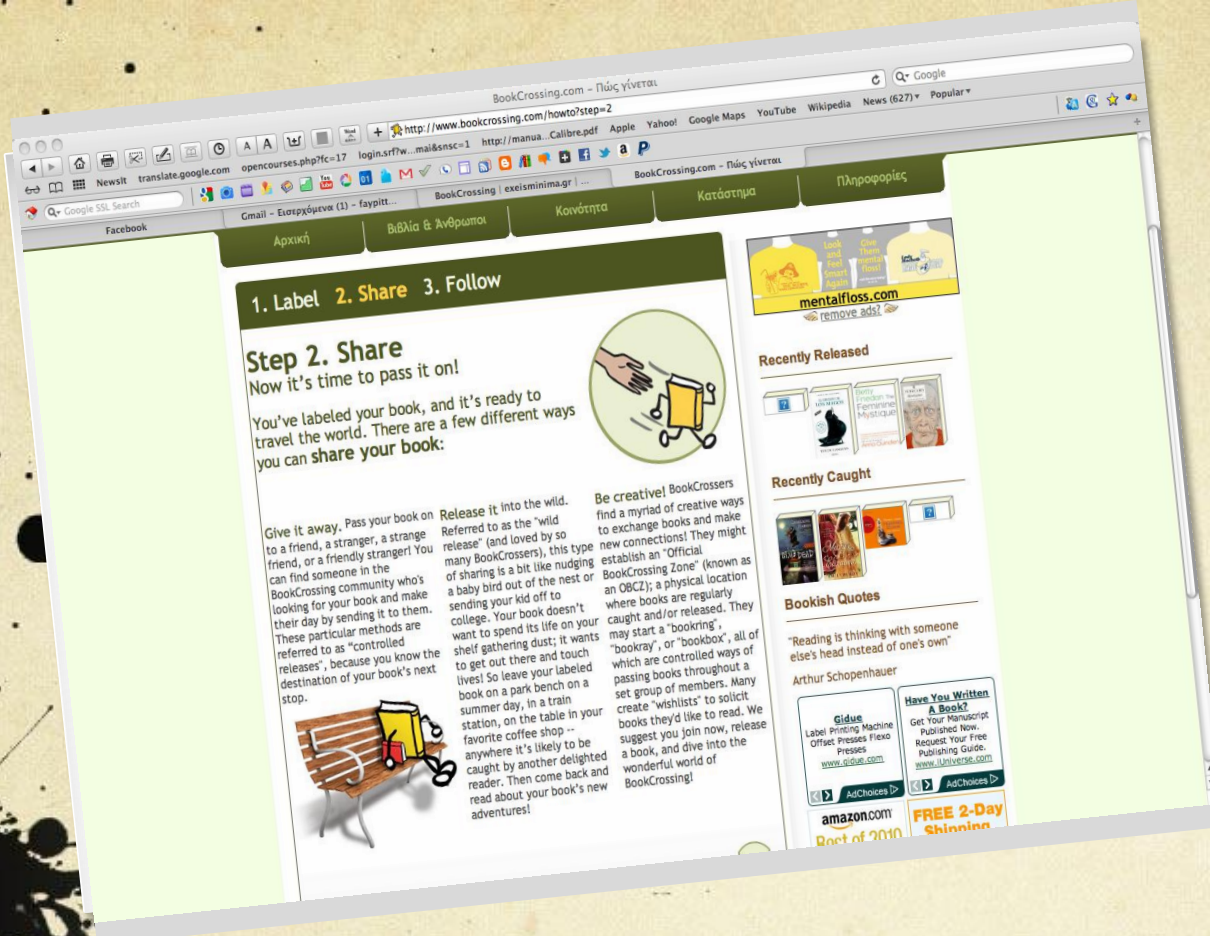 BookCrossing.com – Πώς γίνεται
http://www.bookcrossing.com/howto?step=2
Google
A A
NewsIt translate.google.com opencourses.php?fc=17 login.srf?w...mai&snsc=1 http://manua...Calibre.pdf Apple Yahoo! Google Maps YouTube Wikipedia News (627) Popular
Google SSL Search
Facebook
Gmail – Εισερχόμενα (1) – faypitt...
BookCrossing | exeisminima.gr | ...
BookCrossing.com – Πώς γίνεται
Αρχική
Βιβλία & Άνθρωποι
Κοινότητα
Κατάστημα
Πληροφορίες
1. Label 2. Share 3. Follow
Step 2. Share
Now it's time to pass it on!
You've labeled your book, and it's ready to
travel the world. There are a few different ways
you can share your book:
Give it away. Pass your book on
to a friend, a stranger, a strange
friend, or a friendly stranger! You
can find someone in the
BookCrossing community who's
looking for your book and make
their day by sending it to them.
These particular methods are
referred to as "controlled
releases", because you know the
destination of your book's next
stop.
Release it into the wild.
Referred to as the "wild
release" (and loved by so
many BookCrossers), this type
of sharing is a bit like nudging
a baby bird out of the nest or
sending your kid off to
college. Your book doesn't
want to spend its life on your
shelf gathering dust; it wants
to get out there and touch
lives! So leave your labeled
book on a park bench on a
summer day, in a train
station, on the table in your
favorite coffee shop --
anywhere it's likely to be
caught by another delighted
reader. Then come back and
read about your book's new
adventures!
Be creative! BookCrossers
find a myriad of creative ways
to exchange books and make
new connections! They might
establish an "Official
BookCrossing Zone" (known as
an OBCZ); a physical location
where books are regularly
caught and/or released. They
may start a "bookring",
"bookray", or "bookbox", all of
which are controlled ways of
passing books throughout a
set group of members. Many
create "wishlists" to solicit
books they'd like to read. We
suggest you join now, release
a book, and dive into the
wonderful world of
BookCrossing!
Look
and
Feel
Smart
Again
Give
Them
mental
floss!
mentalfloss.com
remove ads?
Recently Released
Betty
Friedan The
Feminine
Mystique
Recently Caught
Bookish Quotes
"Reading is thinking with someone
else's head instead of one's own"
Arthur Schopenhauer
Gidue
Label Printing Machine
Offset Presses Flexo
Presses
www.gidue.com
AdChoices
Have You Written
A Book?
Get Your Manuscript
Published Now.
Request Your Free
Publishing Guide.
www.iUniverse.com
AdChoices
amazon.com
Best of 2010
FREE 2-Day
Shipping